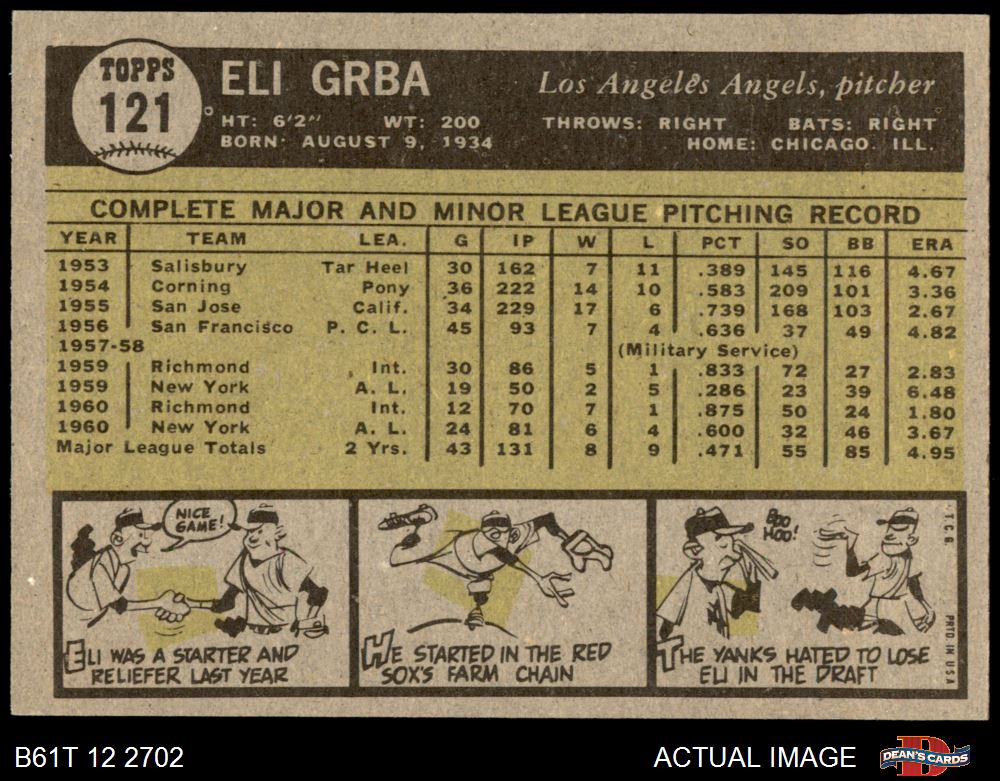 TOPPS
121
ELI GRBA
Los Angeles Angels, pitcher
HT: 6'2" WT: 200 THROWS: RIGHT BATS: RIGHT
BORN: AUGUST 9, 1934 HOME: CHICAGO. ILL.
COMPLETE MAJOR AND MINOR LEAGUE PITCHING RECORD
YEAR TEAM LEA. G IP W L PCT SO BB ERA
1953 Salisbury Tar Heel 30 162 7 11 .389 145 116 4.67
1954 Corning Pony 36 222 14 10 .583 209 101 3.36
1955 San Jose Calif. 34 229 17 6 .739 168 103 2.67
1956 San Francisco P. C. L. 45 93 7 4 .636 37 49 4.82
1957-58 (Military Service)
1959 Richmond Int. 30 86 5 1 .833 72 27 2.83
1959 New York A. L. 19 50 2 5 .286 23 39 6.48
1960 Richmond Int. 12 70 7 1 .875 50 24 1.80
1960 New York A. L. 24 81 6 4 .600 32 46 3.67
Major League Totals 2 Yrs. 43 131 8 9 .471 55 85 4.95
NICE
GAME!
ELI WAS A STARTER AND
RELIEFER LAST YEAR
HE STARTED IN THE RED
SOX'S FARM CHAIN
BOO
HOO!
THE YANKS HATED TO LOSE
ELI IN THE DRAFT
T. C. G.
PRTD. IN U.S.A.
B61T 12 2702
ACTUAL IMAGE
DEAN'S CARDS